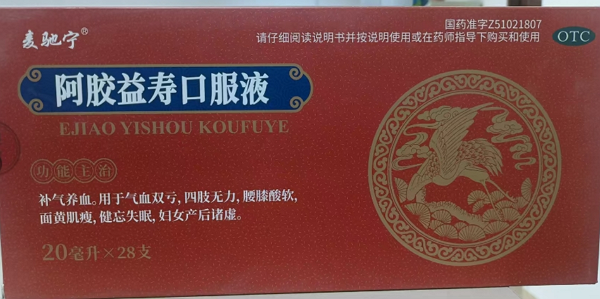 麦驰宁®
国药准字Z51021807
请仔细阅读说明书并按说明使用或在药师指导下购买和使用
OTC
阿胶益寿口服液
EJIAO YISHOU KOUFUYE
功能主治
补气养血。用于气血双亏,四肢无力,腰膝酸软,
面黄肌瘦,健忘失眠,妇女产后诸虚。
20毫升×28支